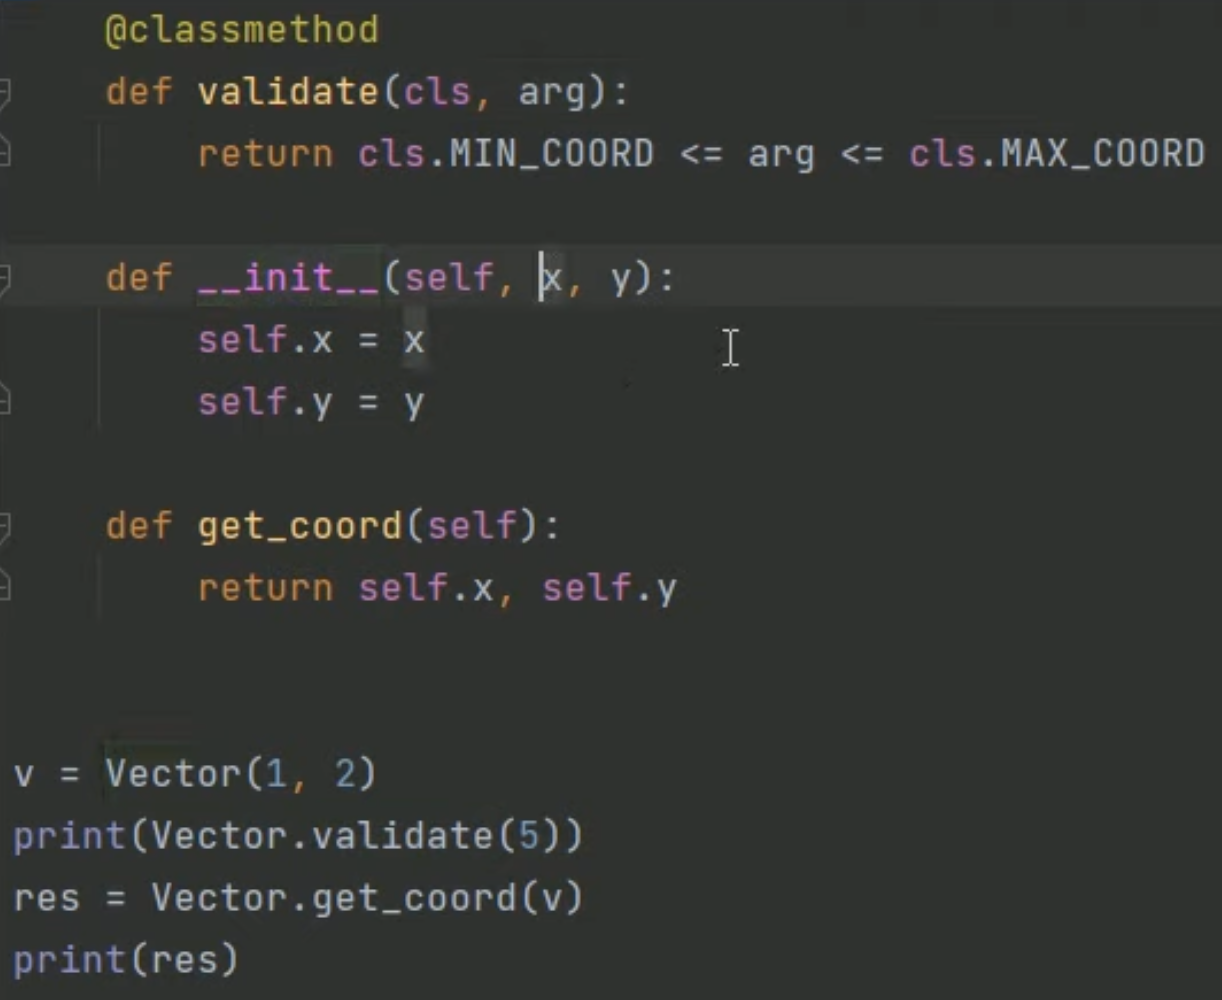 @classmethod
def validate(cls, arg):
return cls.MIN_COORD <= arg <= cls.MAX_COORD
def __init__(self, x, y):
self.x = x
self.y = y
def get_coord(self):
return self.x, self.y
v = Vector(1, 2)
print(Vector.validate(5))
res = Vector.get_coord(v)
print(res)